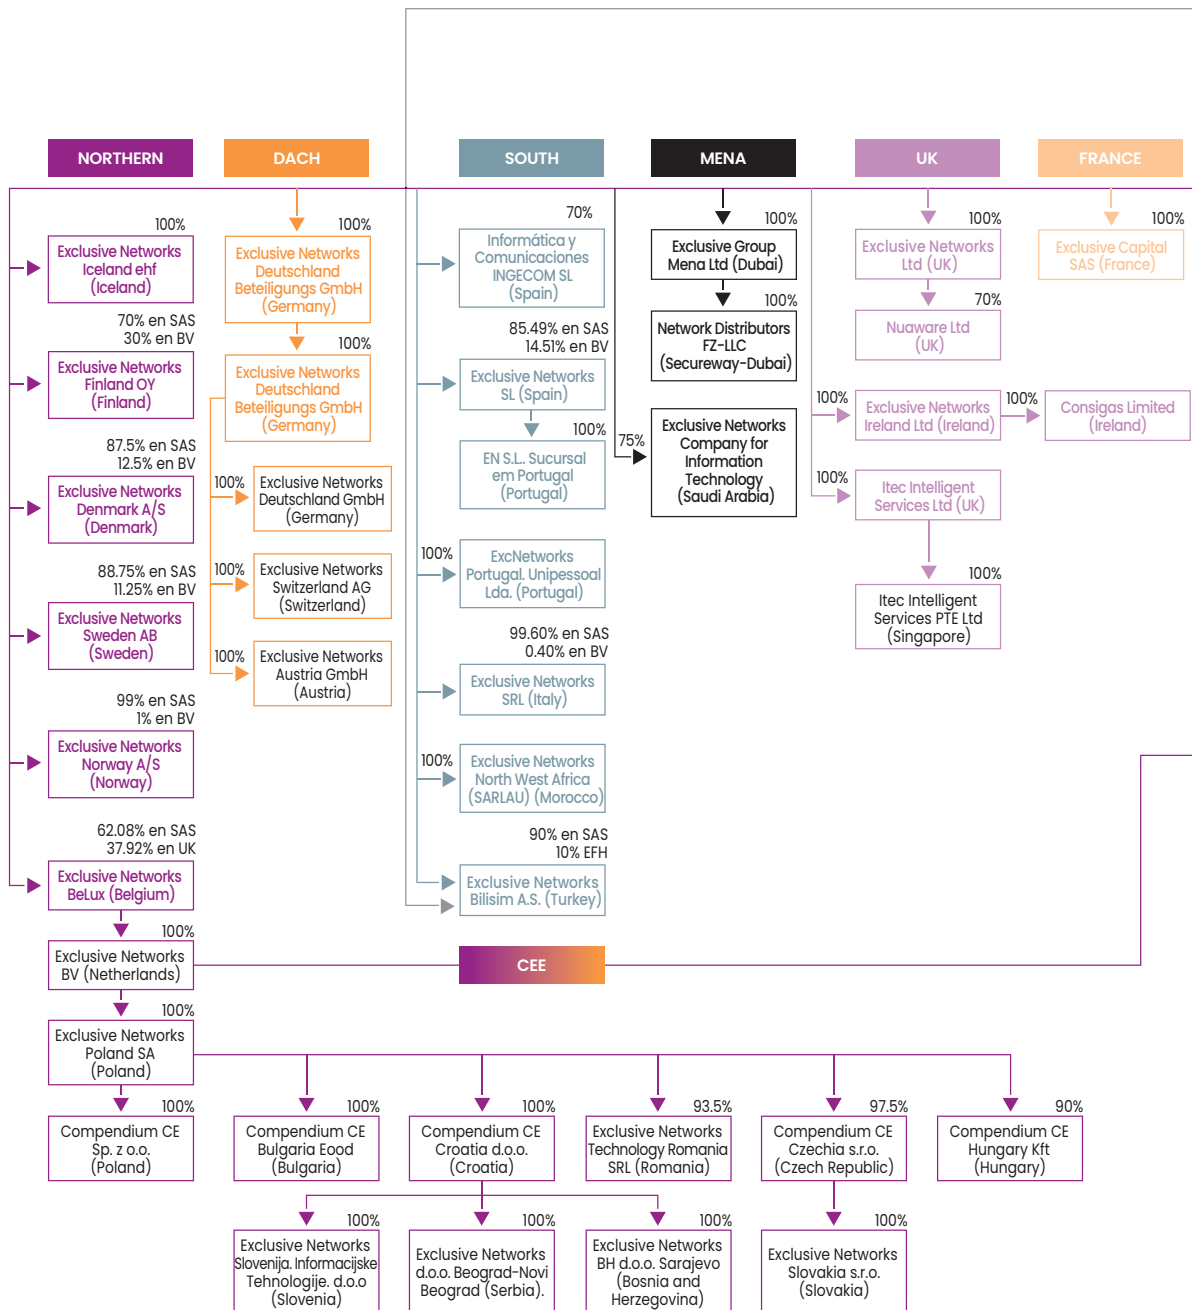 NORTHERN
DACH
SOUTH
MENA
UK
FRANCE
100%
Exclusive Networks
Iceland ehf
(Iceland)
70% en SAS
30% en BV
Exclusive Networks
Finland OY
(Finland)
87.5% en SAS
12.5% en BV
Exclusive Networks
Denmark A/S
(Denmark)
88.75% en SAS
11.25% en BV
Exclusive Networks
Sweden AB
(Sweden)
99% en SAS
1% en BV
Exclusive Networks
Norway A/S
(Norway)
62.08% en SAS
37.92% en UK
Exclusive Networks
BeLux (Belgium)
100%
Exclusive Networks
BV (Netherlands)
100%
Exclusive Networks
Poland SA
(Poland)
100%
Compendium CE
Sp. z o.o.
(Poland)
100%
Exclusive Networks
Deutschland
Beteiligungs GmbH
(Germany)
100%
Exclusive Networks
Deutschland
Beteiligungs GmbH
(Germany)
100%
Exclusive Networks
Deutschland GmbH
(Germany)
100%
Exclusive Networks
Switzerland AG
(Switzerland)
100%
Exclusive Networks
Austria GmbH
(Austria)
70%
Informática y
Comunicaciones
INGECOM SL
(Spain)
85.49% en SAS
14.51% en BV
Exclusive Networks
SL (Spain)
100%
EN S.L. Sucursal
em Portugal
(Portugal)
100%
ExcNetworks
Portugal. Unipessoal
Lda. (Portugal)
99.60% en SAS
0.40% en BV
Exclusive Networks
SRL (Italy)
100%
Exclusive Networks
North West Africa
(SARLAU) (Morocco)
90% en SAS
10% EFH
Exclusive Networks
Bilisim A.S. (Turkey)
100%
Exclusive Group
Mena Ltd (Dubai)
100%
Network Distributors
FZ-LLC
(Secureway-Dubai)
75%
Exclusive Networks
Company for
Information
Technology
(Saudi Arabia)
100%
Exclusive Networks
Ltd (UK)
70%
Nuaware Ltd
(UK)
100%
Exclusive Networks
Ireland Ltd (Ireland)
100%
Consigas Limited
(Ireland)
100%
Itec Intelligent
Services Ltd (UK)
100%
Itec Intelligent
Services PTE Ltd
(Singapore)
100%
Exclusive Capital
SAS (France)
CEE
100%
Compendium CE
Bulgaria Eood
(Bulgaria)
100%
Compendium CE
Croatia d.o.o.
(Croatia)
93.5%
Exclusive Networks
Technology Romania
SRL (Romania)
97.5%
Compendium CE
Czechia s.r.o.
(Czech Republic)
90%
Compendium CE
Hungary Kft
(Hungary)
100%
Exclusive Networks
Slovenija. Informacijske
Tehnologije. d.o.o
(Slovenia)
100%
Exclusive Networks
d.o.o. Beograd-Novi
Beograd (Serbia).
100%
Exclusive Networks
BH d.o.o. Sarajevo
(Bosnia and
Herzegovina)
100%
Exclusive Networks
Slovakia s.r.o.
(Slovakia)